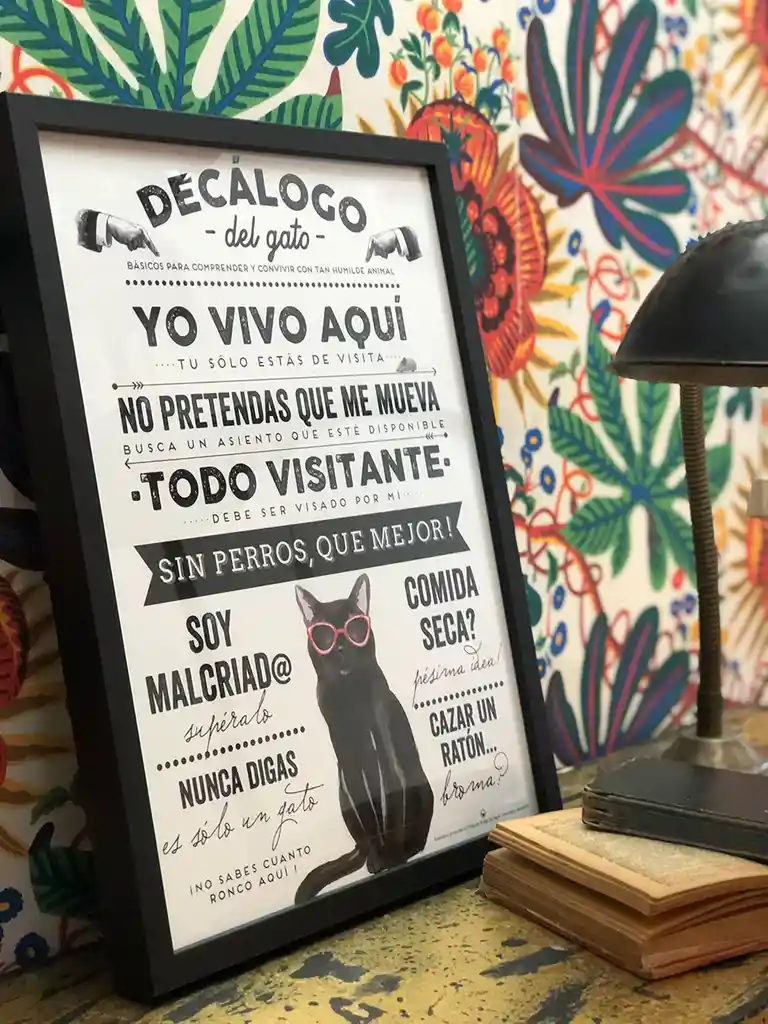 DECÁLOGO
- del gato -
BÁSICOS PARA COMPRENDER Y CONVIVIR CON TAN HUMILDE ANIMAL
YO VIVO AQUÍ
....TU SÓLO ESTÁS DE VISITA....
NO PRETENDAS QUE ME MUEVA
BUSCA UN ASIENTO QUE ESTÉ DISPONIBLE
·TODO VISITANTE·
.....DEBE SER VISADO POR MÍ.....
SIN PERROS, QUE MEJOR!
SOY
MALCRIAD@
supéralo
NUNCA DIGAS
es sólo un gato
¡NO SABES CUANTO
RONCO AQUÍ!
COMIDA
SECA?
pésima idea!
CAZAR UN
RATÓN...
broma?